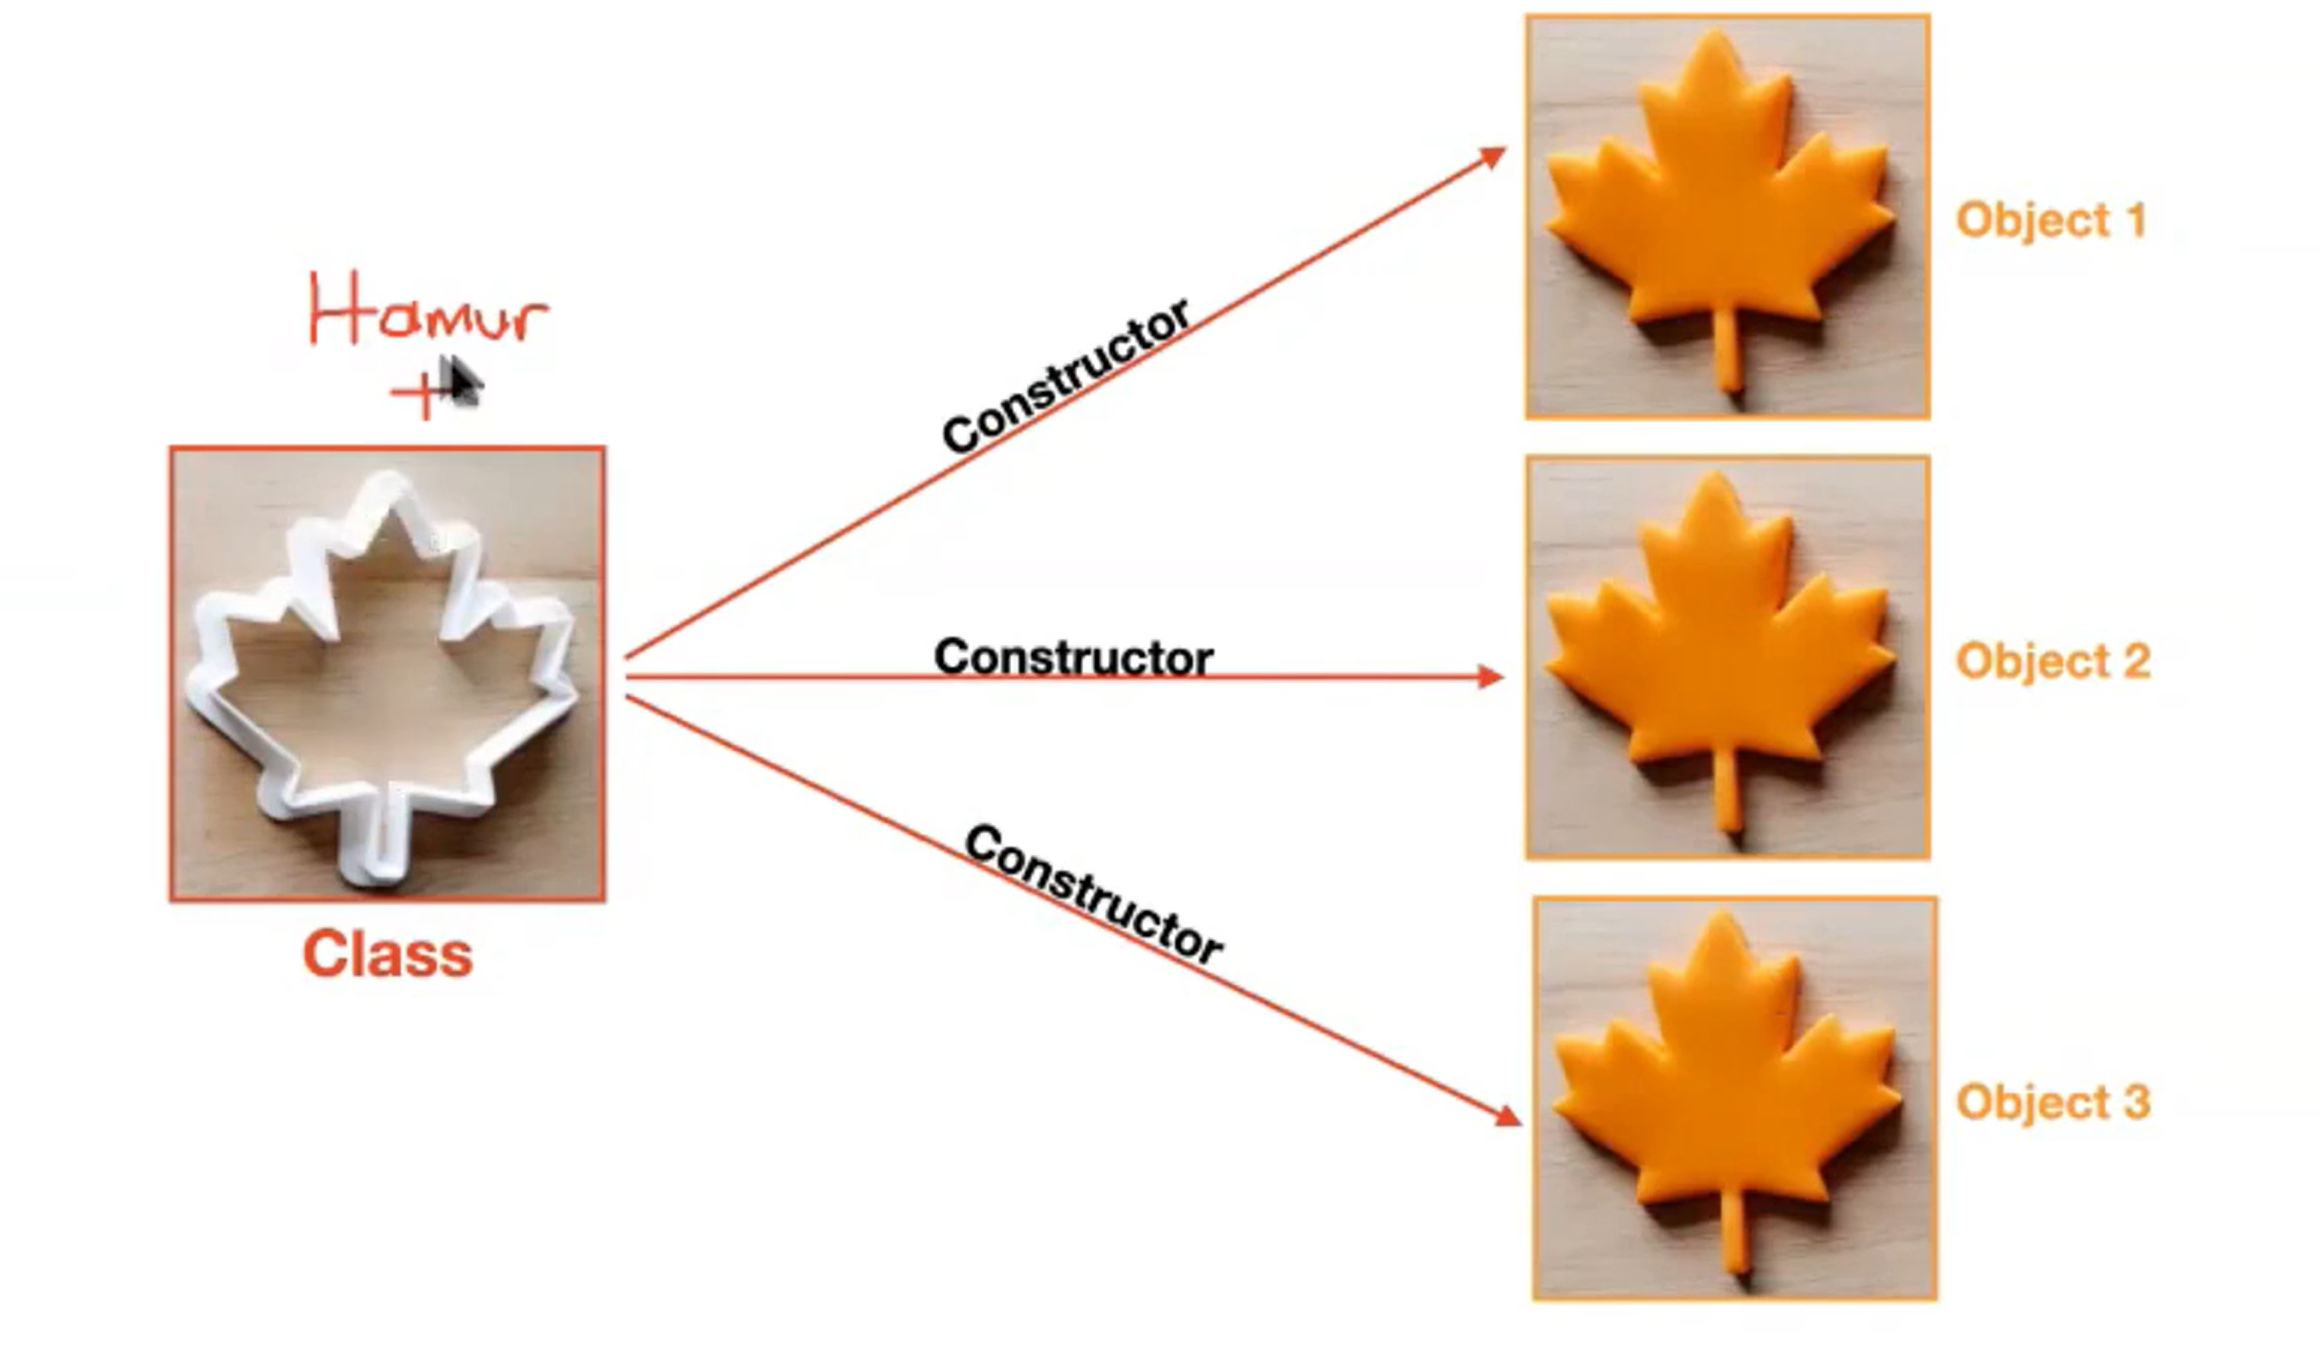 Hamur
+
Class
Constructor
Constructor
Constructor
Object 1
Object 2
Object 3